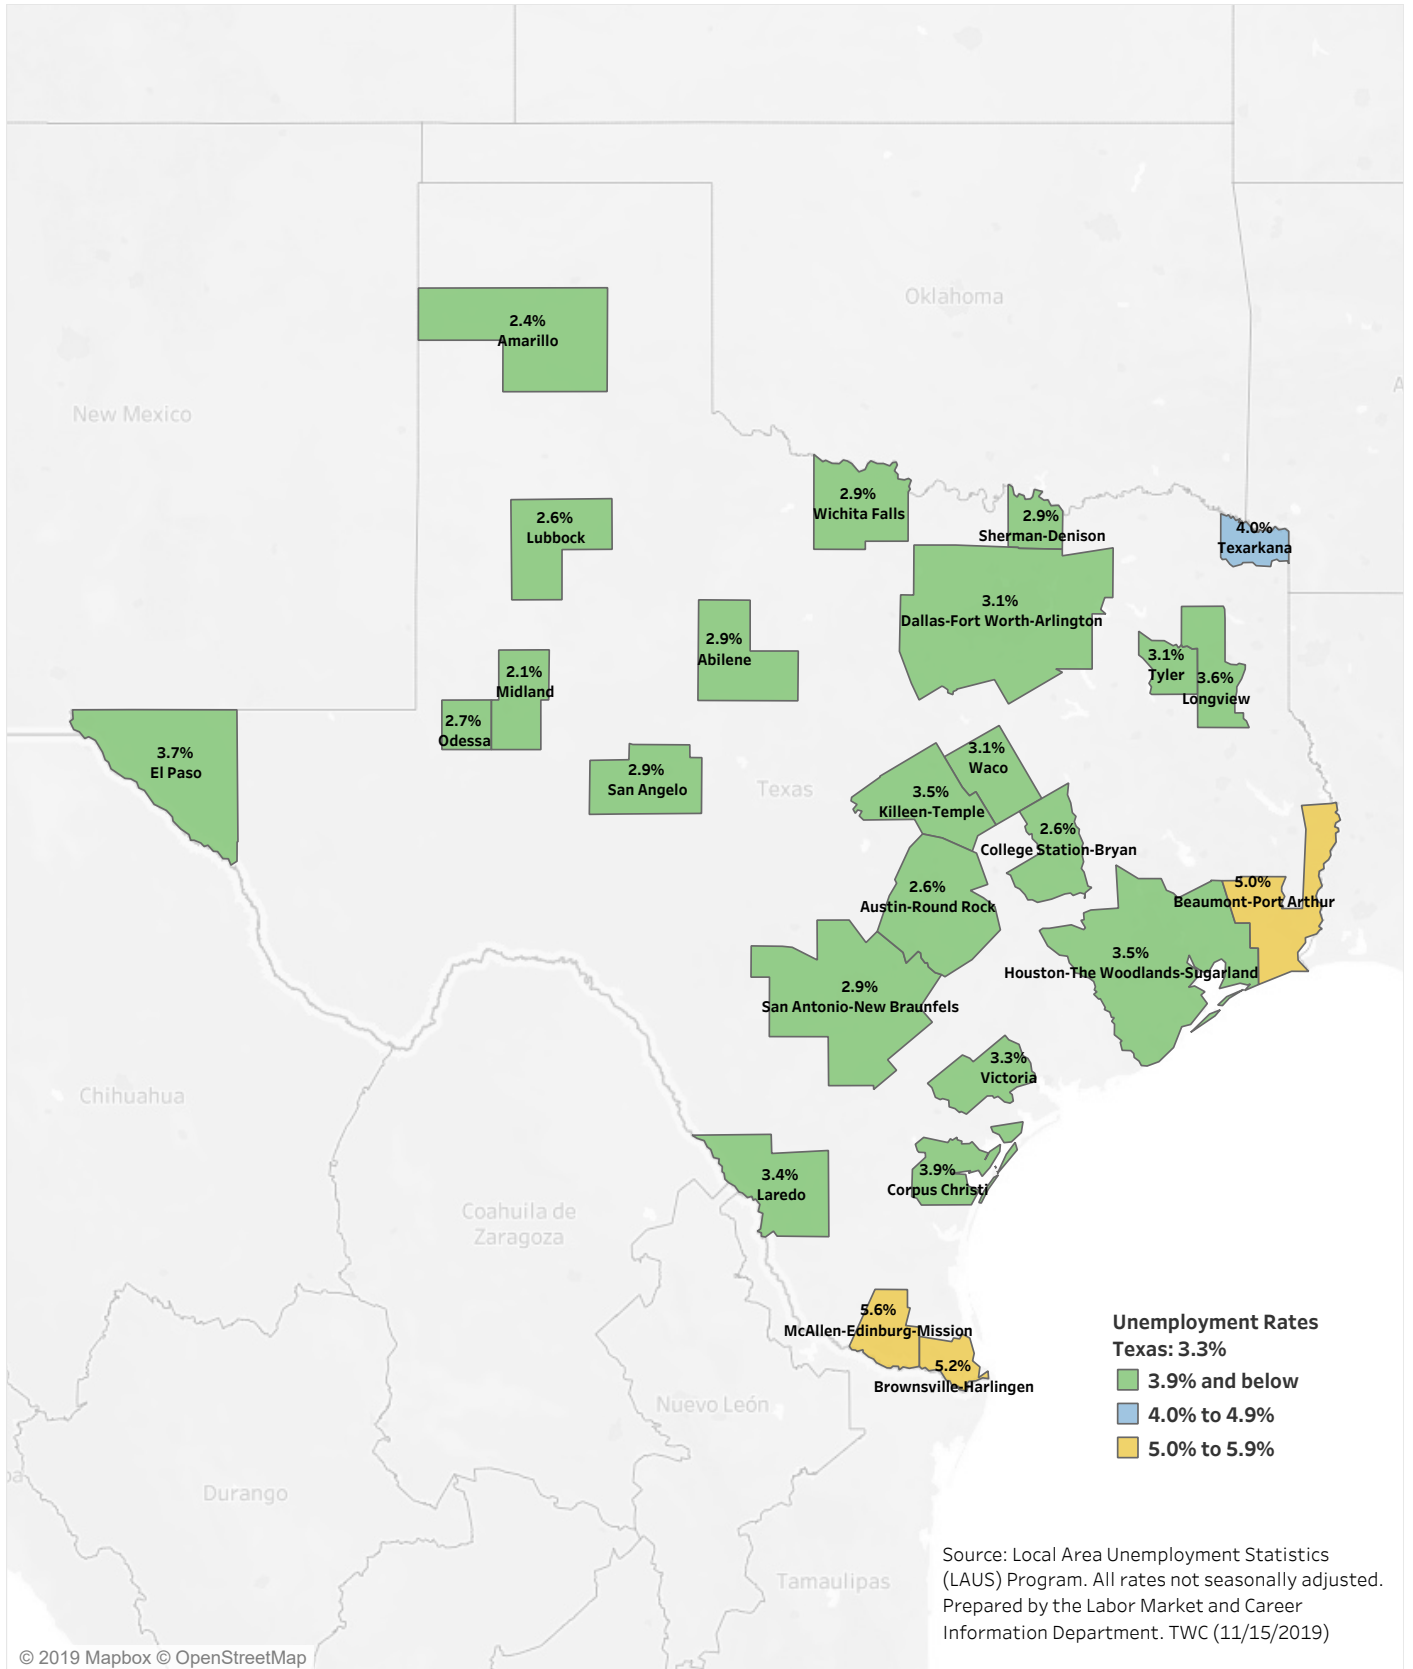 Oklahoma
2.4%
Amarillo
New Mexico
A
2.9%
Wichita Falls
2.9%
Sherman-Denison
2.6%
Lubbock
4.0%
Texarkana
3.1%
Dallas-Fort Worth-Arlington
2.9%
Abilene
3.1%
Tyler
3.6%
Longview
2.1%
Midland
2.7%
Odessa
3.7%
El Paso
2.9%
San Angelo
Texas
3.1%
Waco
3.5%
Killeen-Temple
2.6%
College Station-Bryan
2.6%
Austin-Round Rock
5.0%
Beaumont-Port Arthur
3.5%
Houston-The Woodlands-Sugarland
2.9%
San Antonio-New Braunfels
3.3%
Victoria
Chihuahua
3.4%
Laredo
3.9%
Corpus Christi
Coahuila de
Zaragoza
5.6%
McAllen-Edinburg-Mission
5.2%
Brownsville-Harlingen
Nuevo León
Unemployment Rates
Texas: 3.3%
3.9% and below
4.0% to 4.9%
5.0% to 5.9%
Durango
Tamaulipas
Source: Local Area Unemployment Statistics
(LAUS) Program. All rates not seasonally adjusted.
Prepared by the Labor Market and Career
Information Department. TWC (11/15/2019)
© 2019 Mapbox © OpenStreetMap